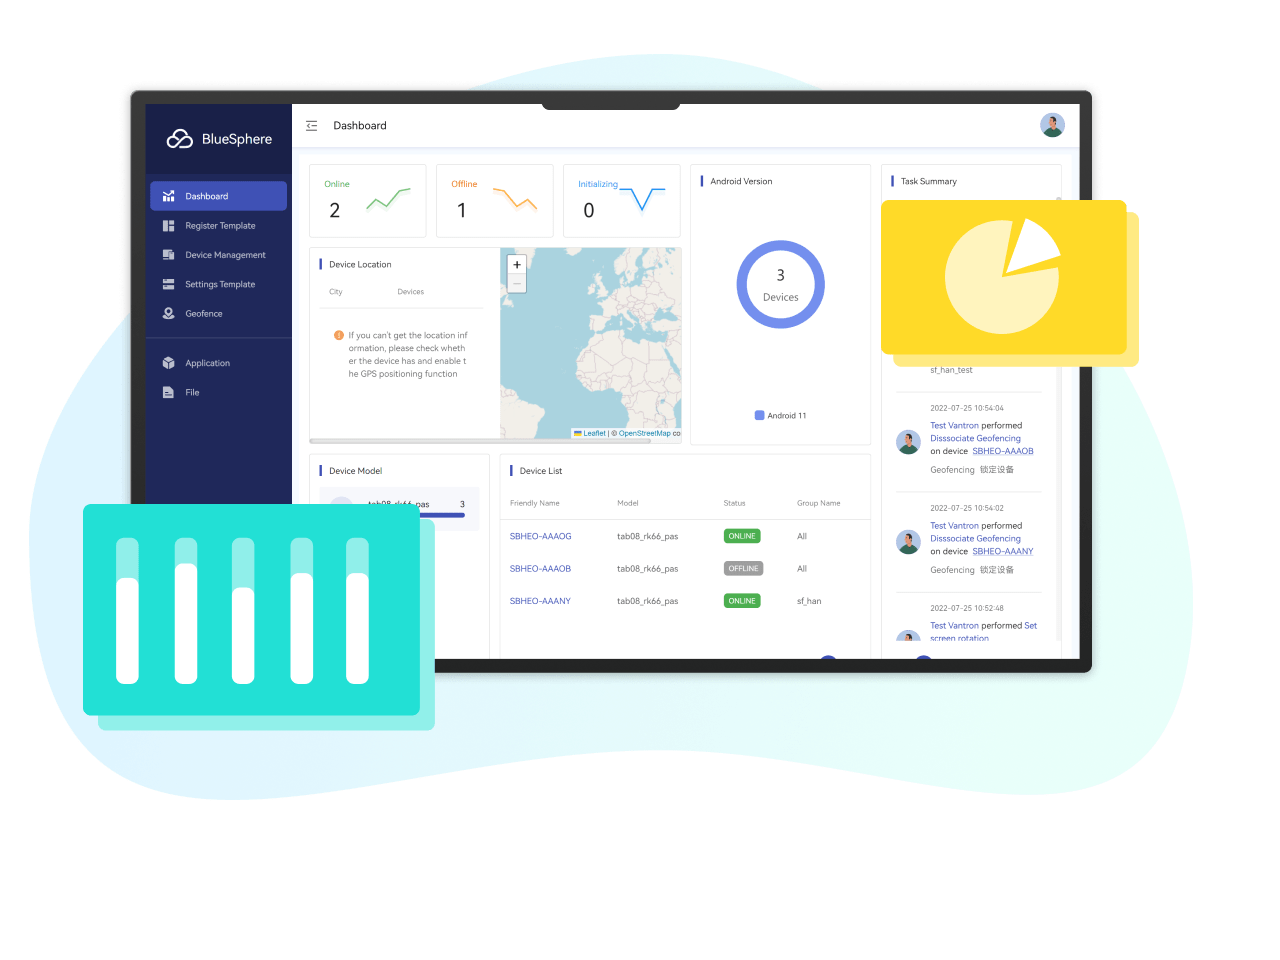 BlueSphere
Dashboard
Dashboard
Register Template
Device Management
Settings Template
Geofence
Application
File
Online
2
Offline
1
Initializing
0
Device Location
City Devices
If you can't get the location inf
ormation, please check wheth
er the device has and enable t
he GPS positioning function
+
−
Leaflet | © OpenStreetMap co
Android Version
3
Devices
Android 11
Task Summary
sf_han_test
2022-07-25 10:54:04
Test Vantron performed
Disssociate Geofencing
on device SBHEO-AAAOB
Geofencing 锁定设备
2022-07-25 10:54:02
Test Vantron performed
Disssociate Geofencing
on device SBHEO-AAANY
Geofencing 锁定设备
2022-07-25 10:52:48
Test Vantron performed Set
screen rotation
Device Model
tab08_rk66_pas 3
Device List
Friendly Name Model Status Group Name
SBHEO-AAAOG tab08_rk66_pas ONLINE All
SBHEO-AAAOB tab08_rk66_pas OFFLINE All
SBHEO-AAANY tab08_rk66_pas ONLINE sf_han